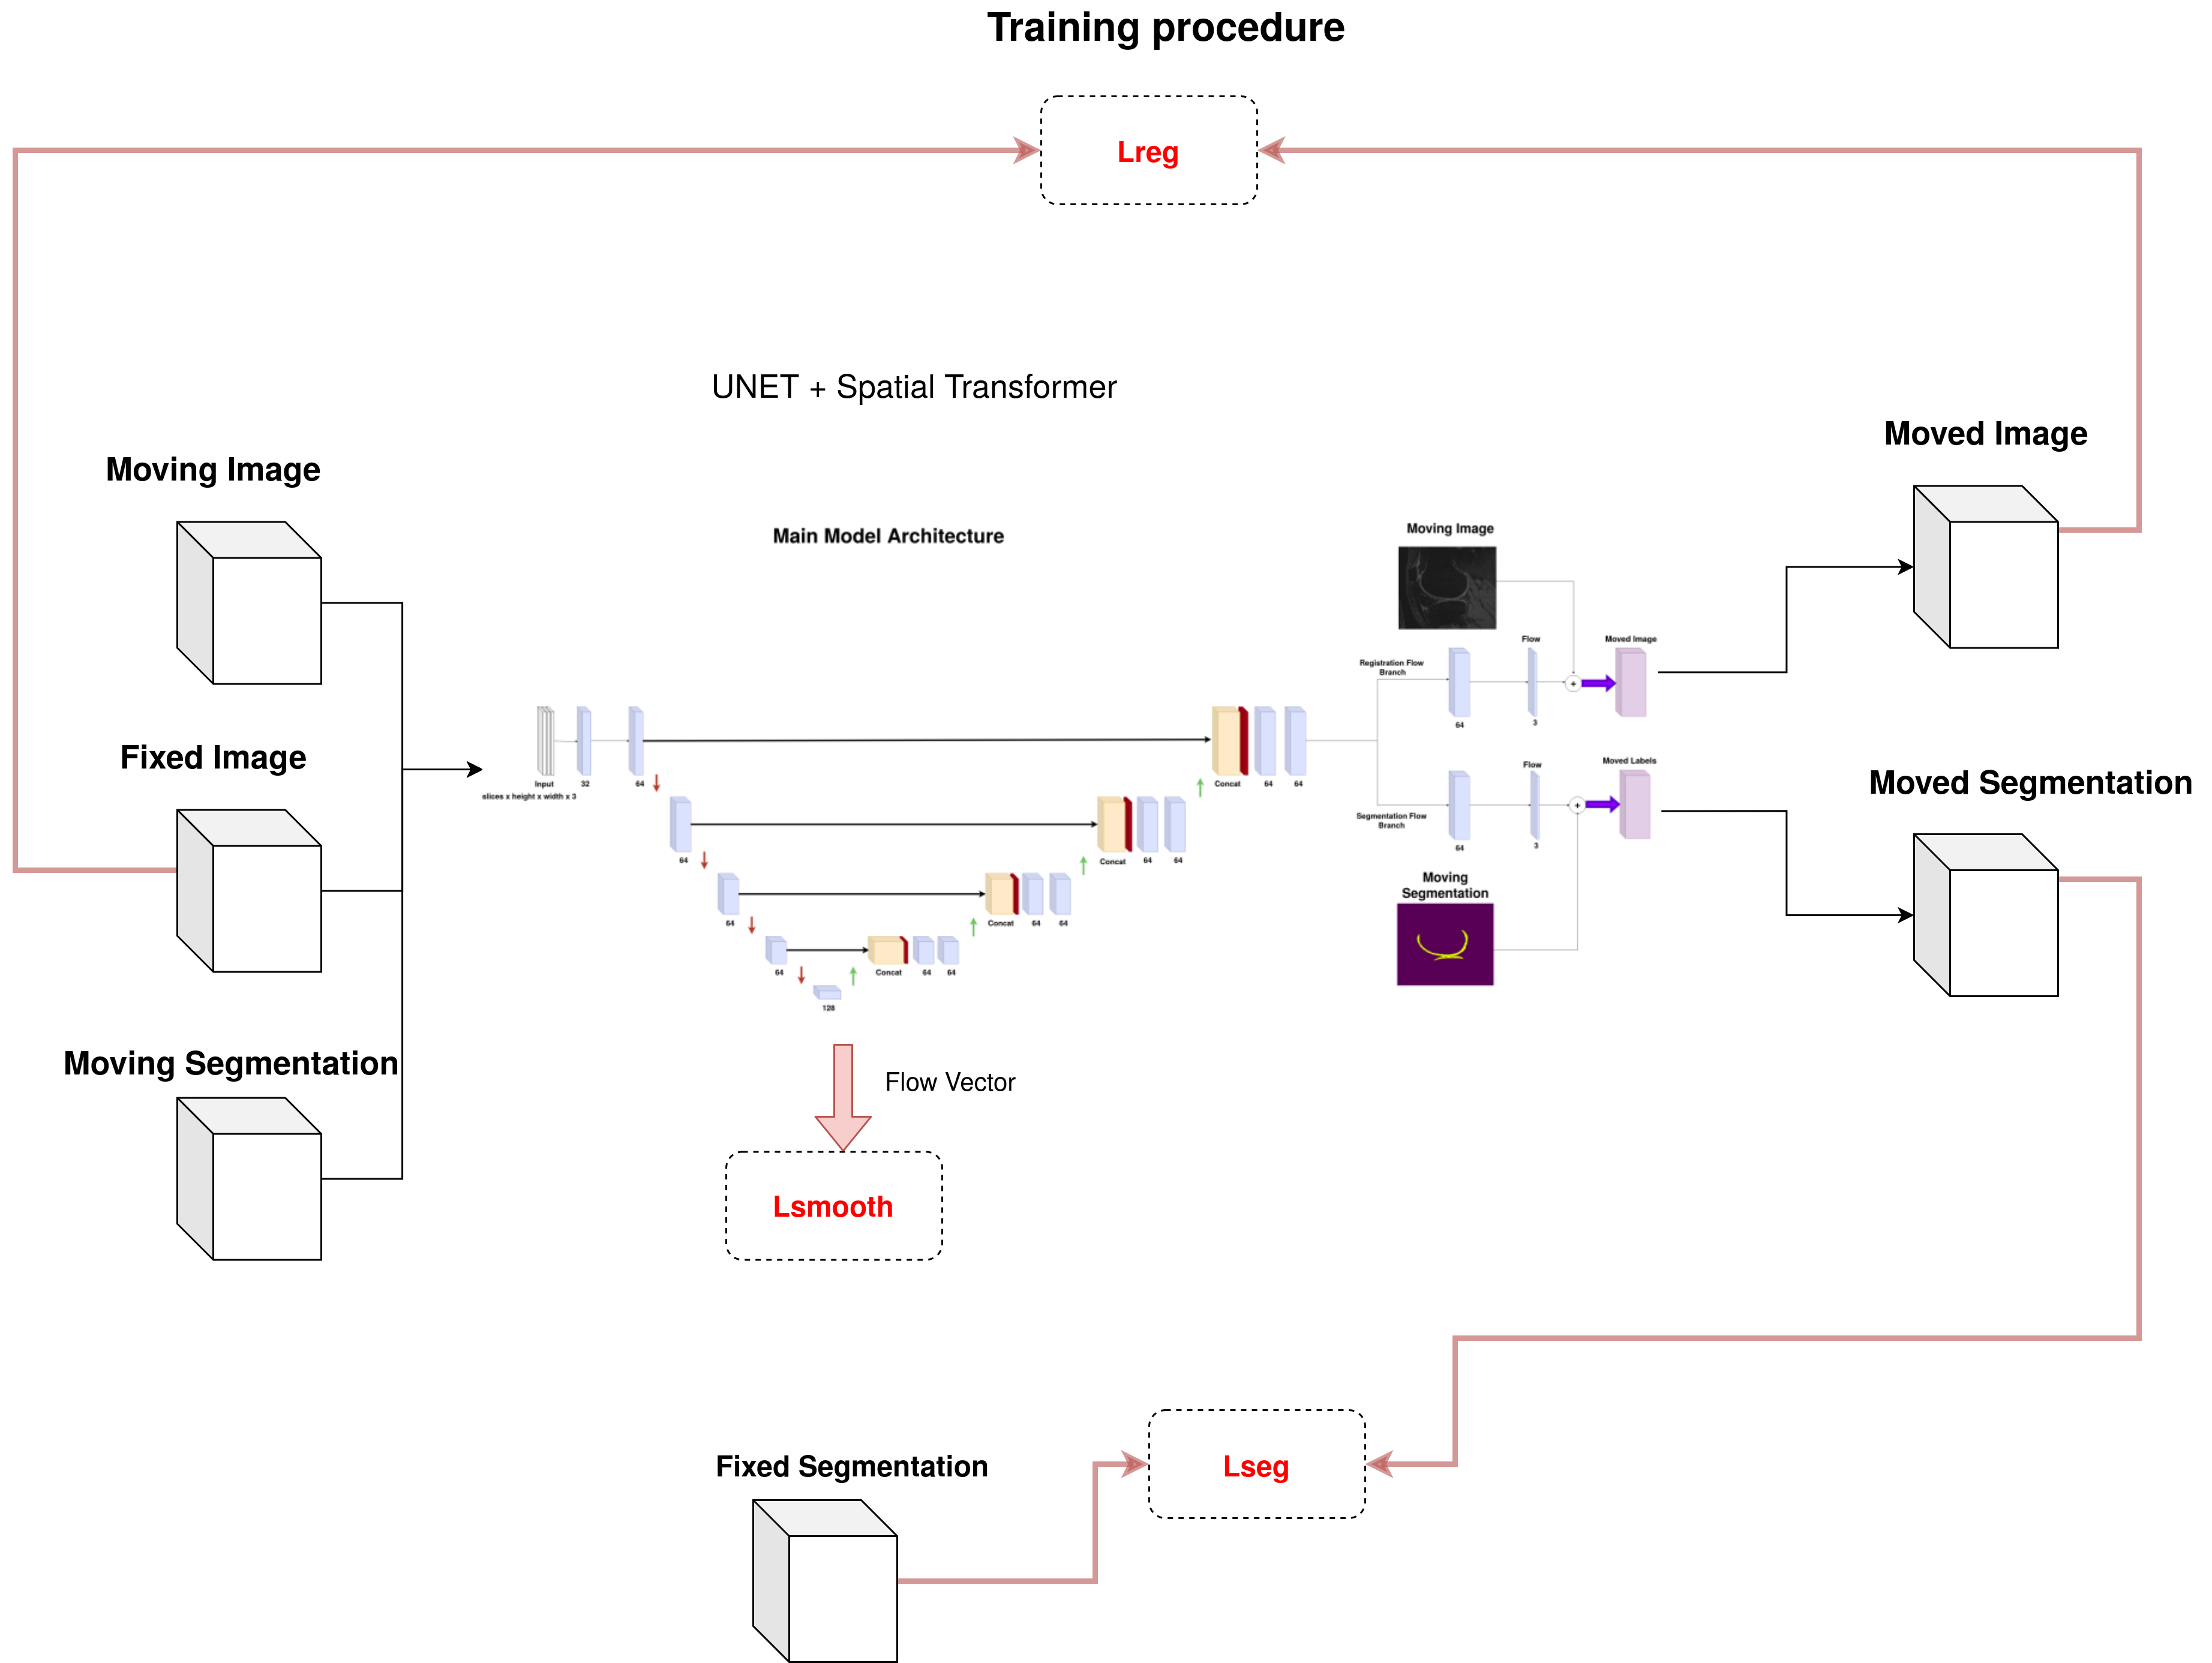 Training procedure
Lreg
UNET + Spatial Transformer
Moving Image
Fixed Image
Moving Segmentation
Main Model Architecture
Input
slices x height x width x 3
32
64
64
64
64
128
Concat
64
64
Concat
64
64
Concat
64
64
Concat
64
64
Moving Image
Registration Flow
Branch
64
Flow
3
+
Moved Image
Segmentation Flow
Branch
64
Flow
3
+
Moved Labels
Moving
Segmentation
Moved Image
Moved Segmentation
Flow Vector
Lsmooth
Fixed Segmentation
Lseg